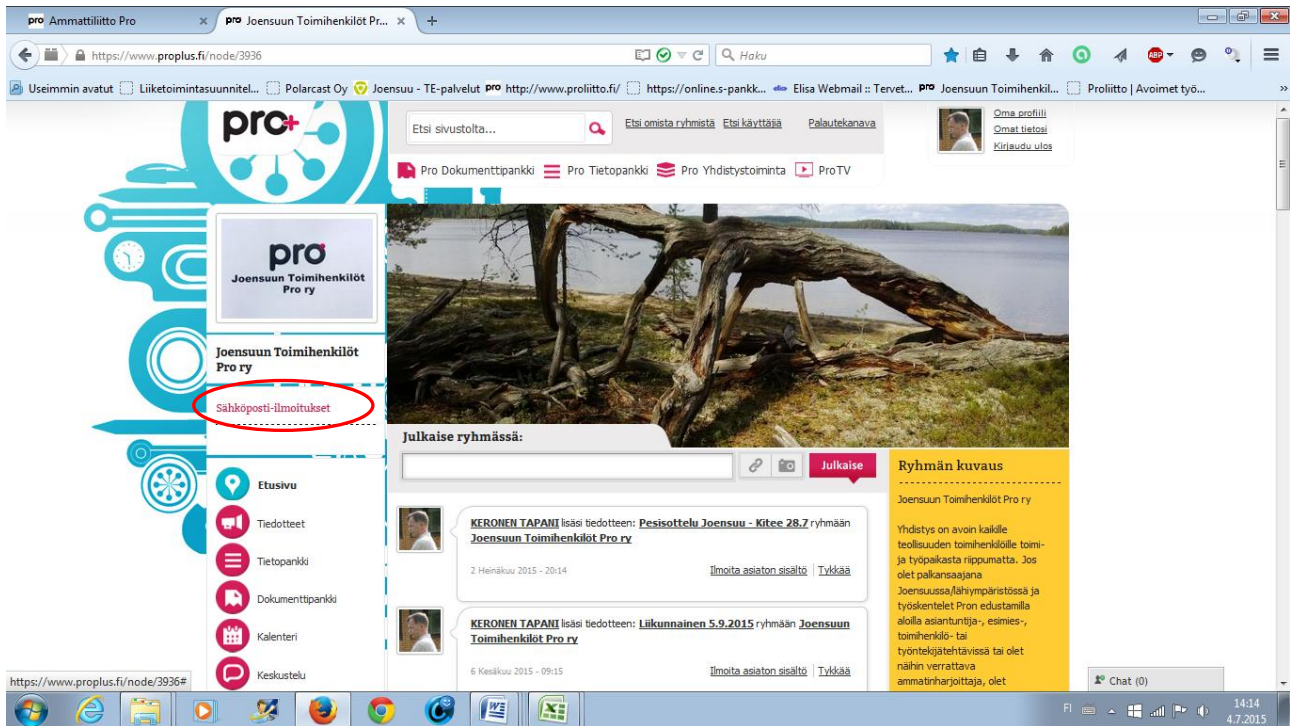 pro Ammattiliitto Pro
pro Joensuun Toimihenkilöt Pr...
https://www.proplus.fi/node/3936
Haku
ABP
Useimmin avatut
Liiketoimintasuunnitel...
Polarcast Oy
Joensuu - TE-palvelut
pro http://www.proliitto.fi/
https://online.s-pankk...
Elisa Webmail :: Tervet...
pro Joensuun Toimihenkil...
Proliitto | Avoimet työ...
pro+
Etsi sivustolta...
Etsi omista ryhmistä Etsi käyttäjiä Palautekanava
Oma profiili
Omat tietosi
Kirjaudu ulos
Pro Dokumenttipankki Pro Tietopankki Pro Yhdistystoiminta ProTV
pro
Joensuun Toimihenkilöt
Pro ry
Joensuun Toimihenkilöt
Pro ry
Sähköposti-ilmoitukset
Etusivu
Tiedotteet
Tietopankki
Dokumenttipankki
Kalenteri
Keskustelu
Julkaise ryhmässä:
Julkaise
KERONEN TAPANI lisäsi tiedotteen: Pesisottelu Joensuu - Kitee 28.7 ryhmään
Joensuun Toimihenkilöt Pro ry
2 Heinäkuu 2015 - 20:14
Ilmoita asiaton sisältö Tykkää
KERONEN TAPANI lisäsi tiedotteen: Liikunnainen 5.9.2015 ryhmään Joensuun
Toimihenkilöt Pro ry
6 Kesäkuu 2015 - 09:15
Ilmoita asiaton sisältö Tykkää
Ryhmän kuvaus
Joensuun Toimihenkilöt Pro ry
Yhdistys on avoin kaikille
teollisuuden toimihenkilöille toimi-
ja työpaikasta riippumatta. Jos
olet palkansaajana
Joensuussa/lähiympäristössä ja
työskentelet Pron edustamilla
aloilla asiantuntija-, esimies-,
toimihenkilö- tai
työntekijätehtävissä tai olet
näihin verrattava
ammatinharjoittaja, olet
Chat (0)
https://www.proplus.fi/node/3936#
FI
14:14
4.7.2015